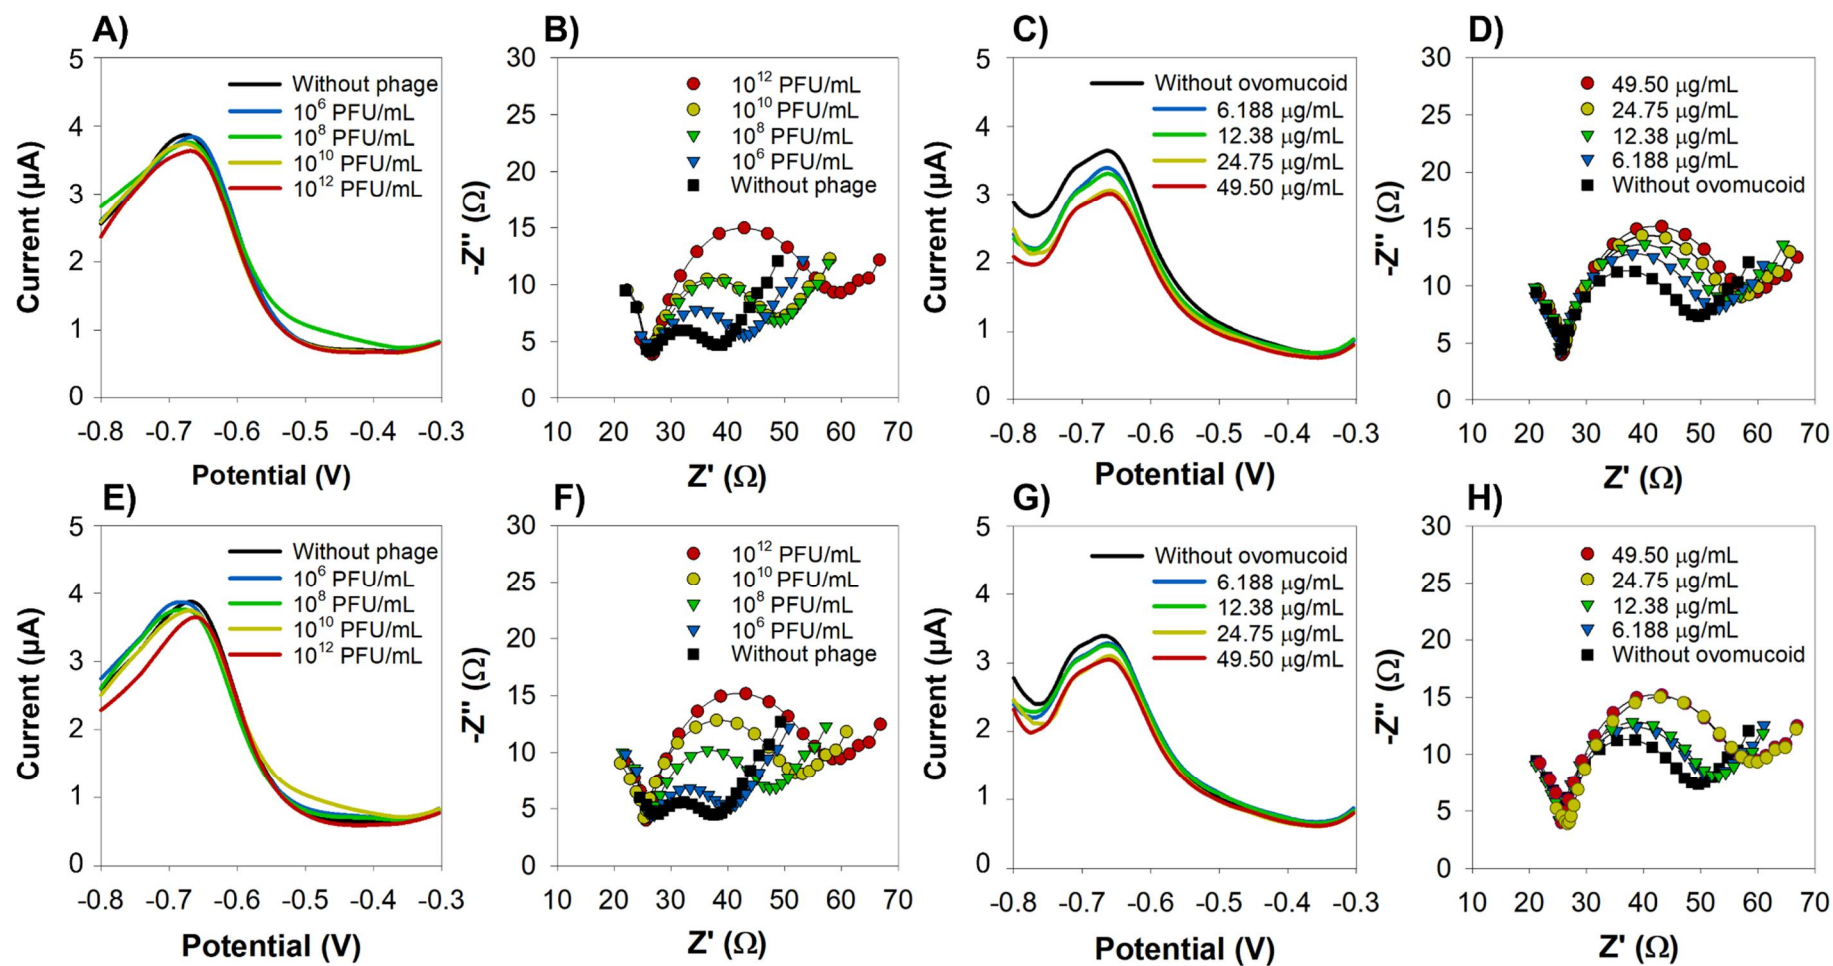 A)
Current (μA)
5
4
3
2
1
0
-0.8 -0.7 -0.6 -0.5 -0.4 -0.3
Potential (V)
Without phage
10^6 PFU/mL
10^8 PFU/mL
10^10 PFU/mL
10^12 PFU/mL
B)
-Z'' (Ω)
30
25
20
15
10
5
0
10 20 30 40 50 60 70
Z' (Ω)
10^12 PFU/mL
10^10 PFU/mL
10^8 PFU/mL
10^6 PFU/mL
Without phage
C)
Current (μA)
5
4
3
2
1
0
-0.8 -0.7 -0.6 -0.5 -0.4 -0.3
Potential (V)
Without ovomucoid
6.188 μg/mL
12.38 μg/mL
24.75 μg/mL
49.50 μg/mL
D)
-Z'' (Ω)
30
25
20
15
10
5
0
10 20 30 40 50 60 70
Z' (Ω)
49.50 μg/mL
24.75 μg/mL
12.38 μg/mL
6.188 μg/mL
Without ovomucoid
E)
Current (μA)
5
4
3
2
1
0
-0.8 -0.7 -0.6 -0.5 -0.4 -0.3
Potential (V)
Without phage
10^6 PFU/mL
10^8 PFU/mL
10^10 PFU/mL
10^12 PFU/mL
F)
-Z'' (Ω)
30
25
20
15
10
5
0
10 20 30 40 50 60 70
Z' (Ω)
10^12 PFU/mL
10^10 PFU/mL
10^8 PFU/mL
10^6 PFU/mL
Without phage
G)
Current (μA)
5
4
3
2
1
0
-0.8 -0.7 -0.6 -0.5 -0.4 -0.3
Potential (V)
Without ovomucoid
6.188 μg/mL
12.38 μg/mL
24.75 μg/mL
49.50 μg/mL
H)
-Z'' (Ω)
30
25
20
15
10
5
0
10 20 30 40 50 60 70
Z' (Ω)
49.50 μg/mL
24.75 μg/mL
12.38 μg/mL
6.188 μg/mL
Without ovomucoid